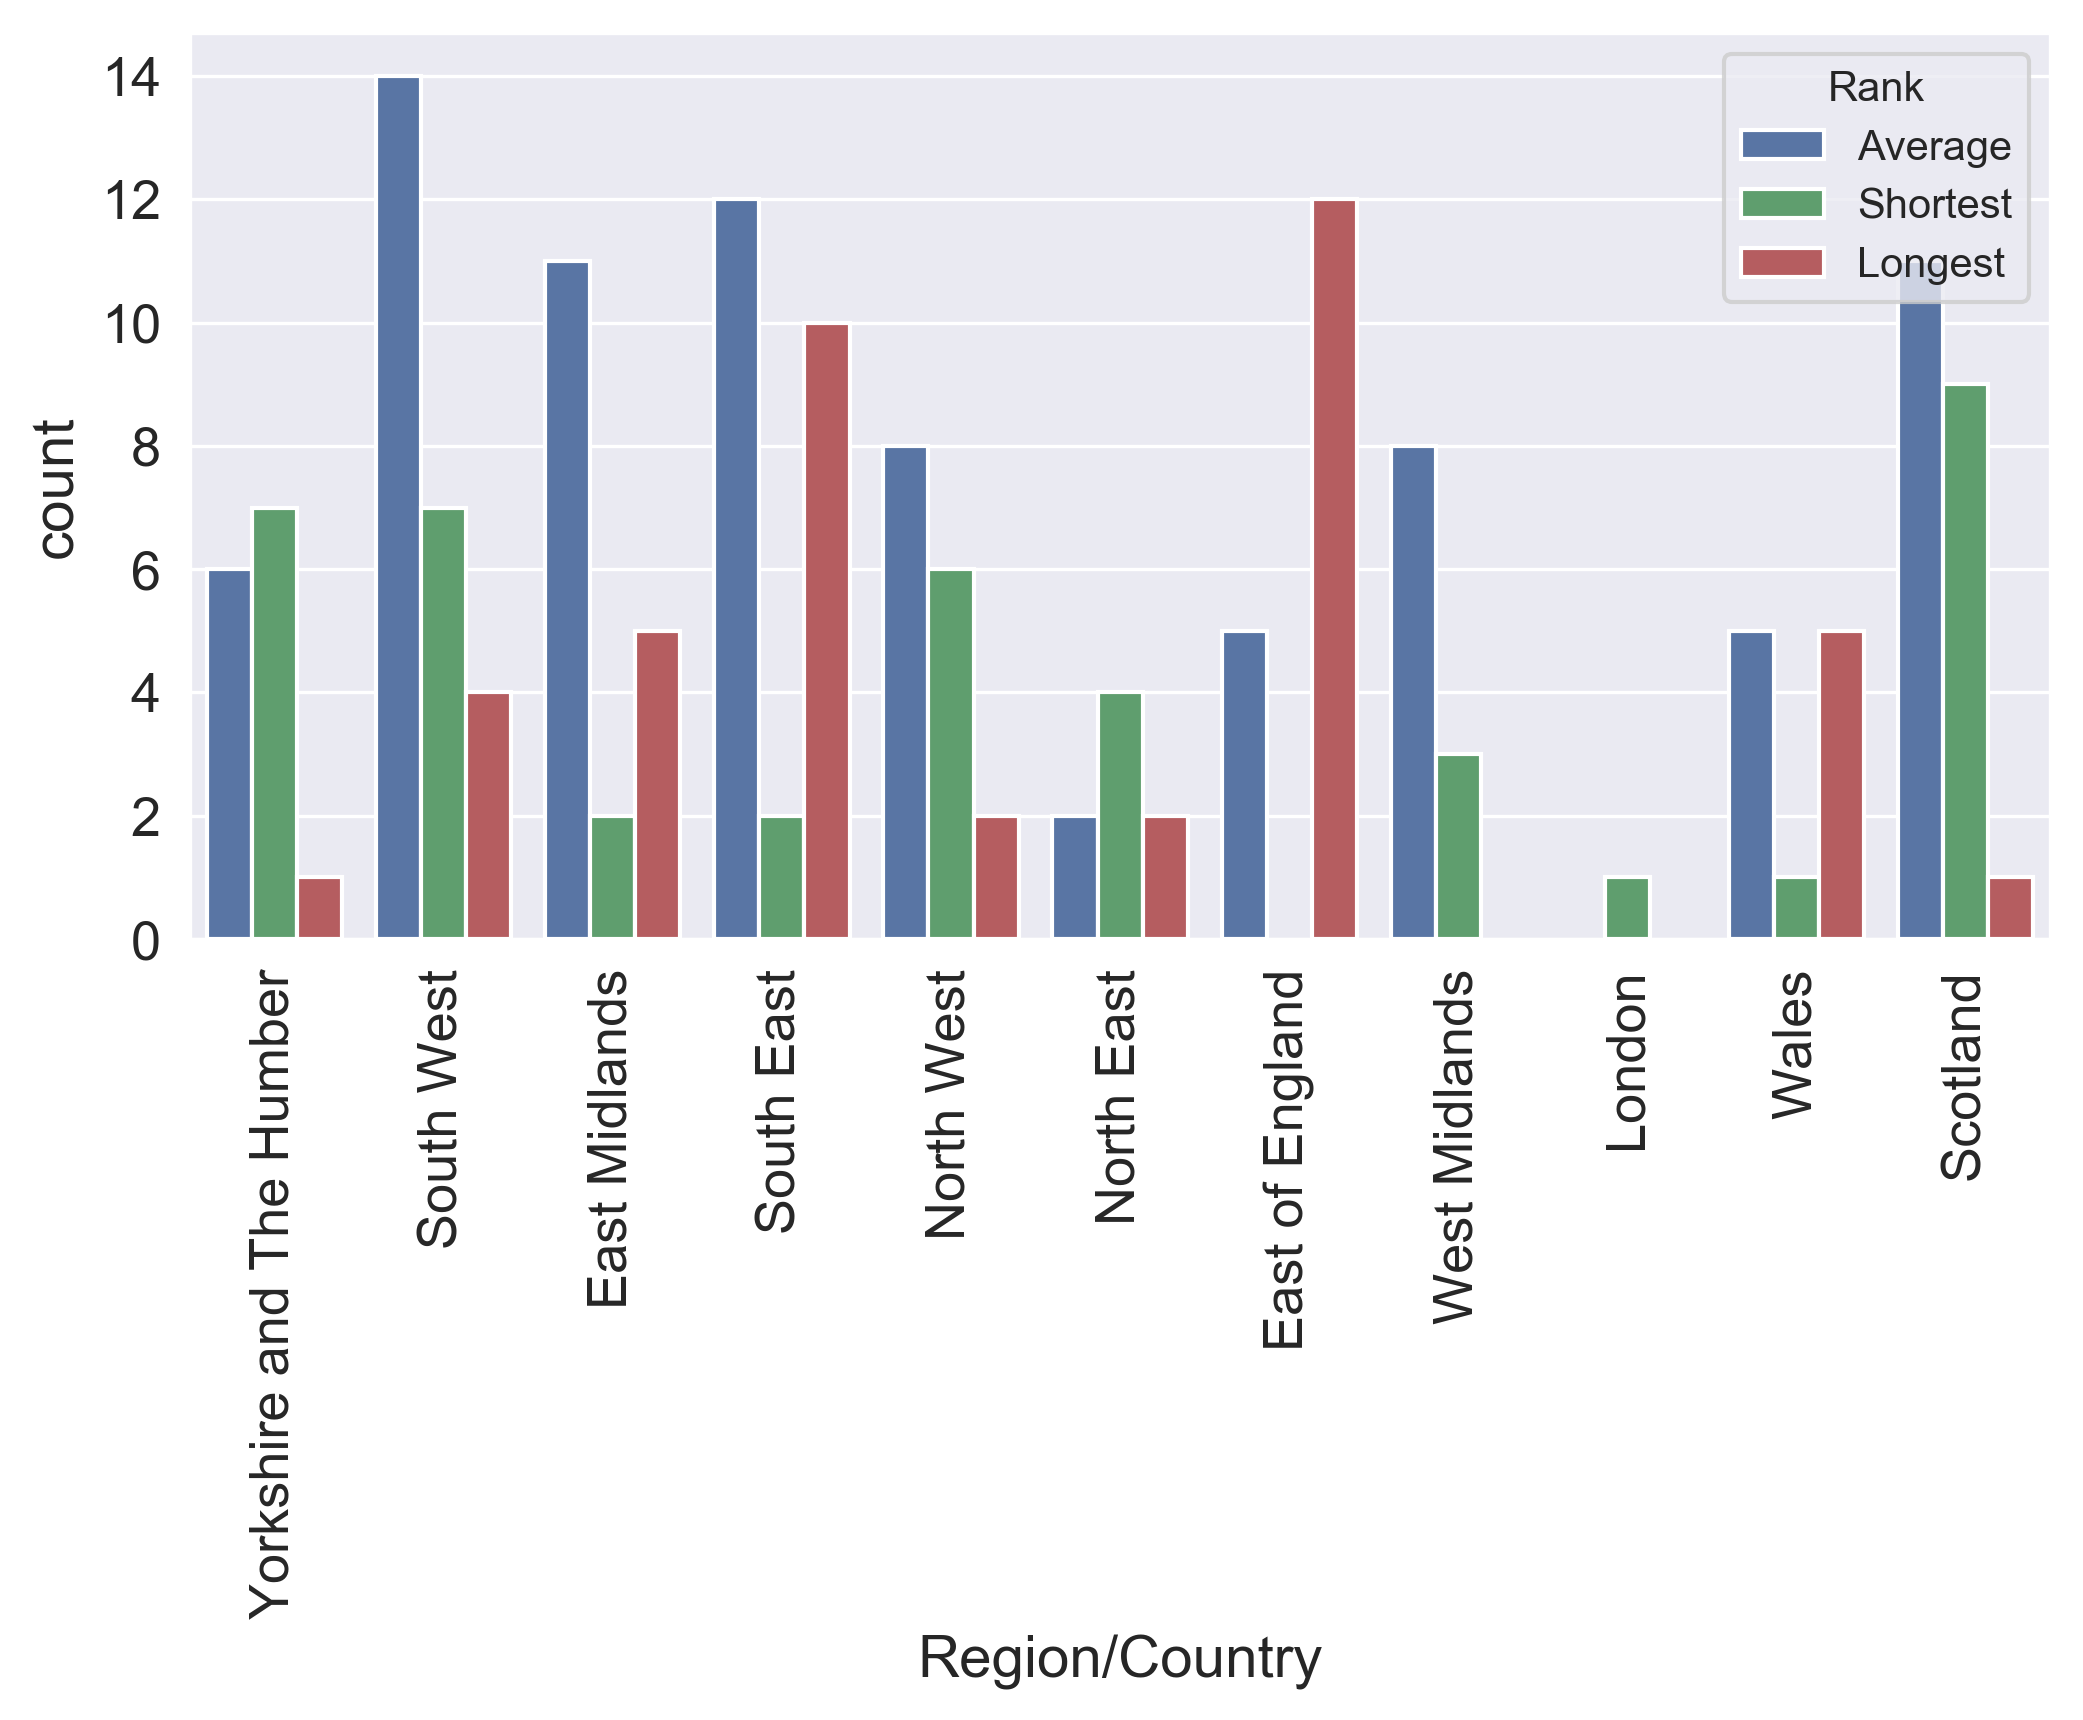 14
12
10
8
6
4
2
0
count
Rank
Average
Shortest
Longest
Yorkshire and The Humber
South West
East Midlands
South East
North West
North East
East of England
West Midlands
London
Wales
Scotland
Region/Country